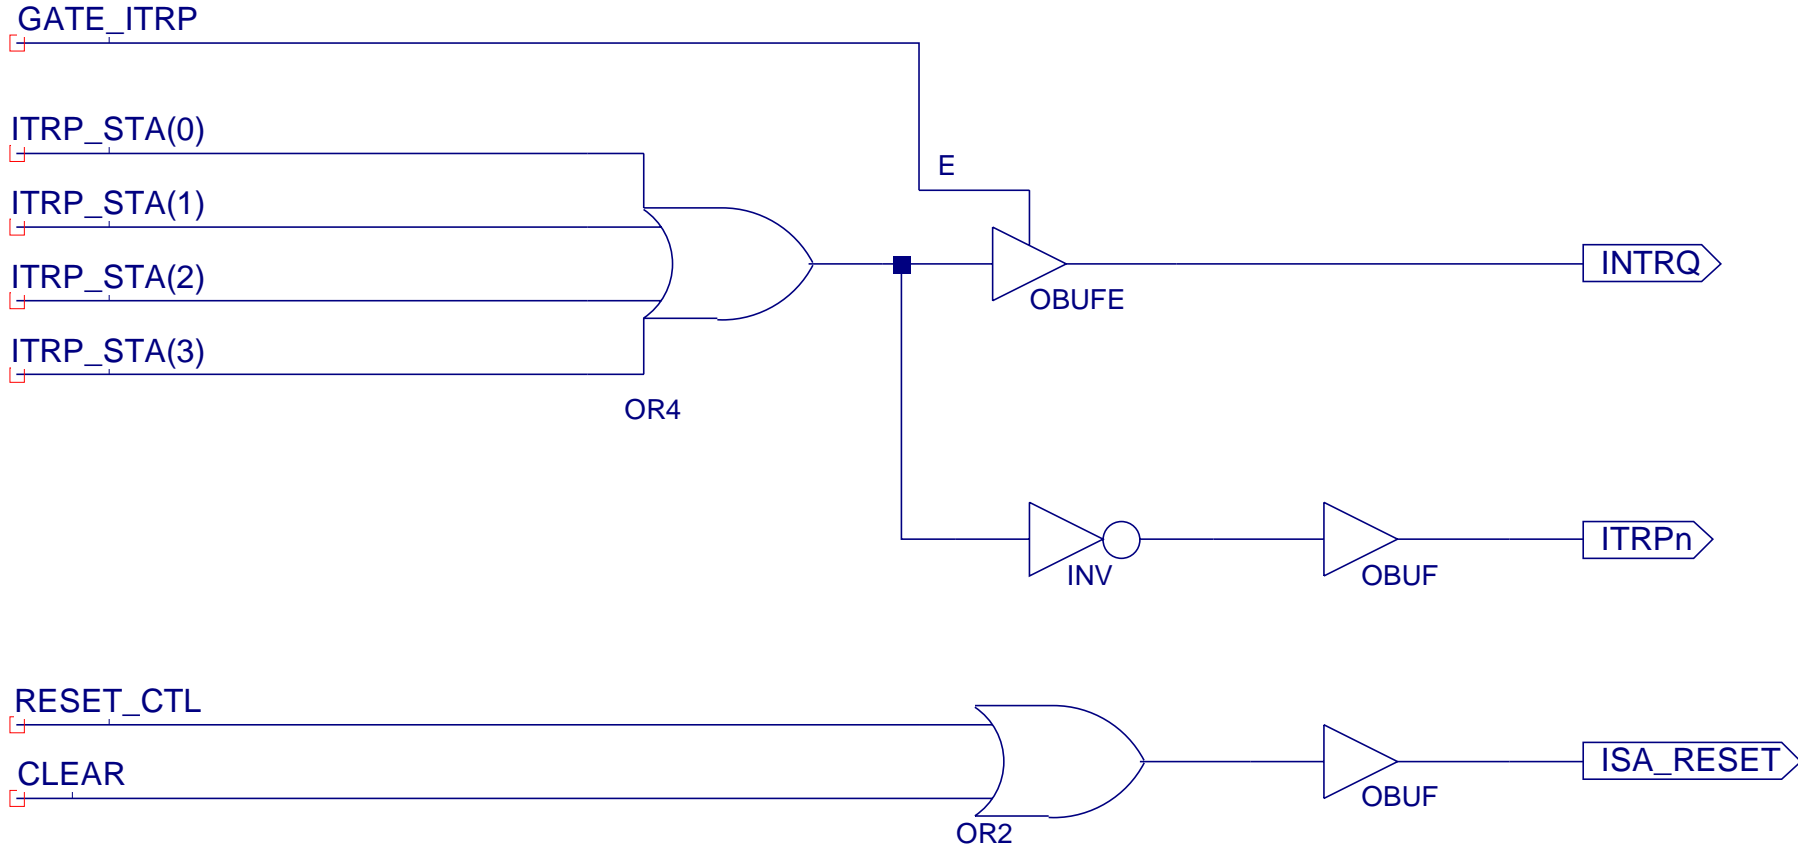 GATE_ITRP
ITRP_STA(0)
E
ITRP_STA(1)
INTRQ
ITRP_STA(2)
OBUFE
ITRP_STA(3)
OR4
ITRPn
INV
OBUF
RESET_CTL
ISA_RESET
CLEAR
OBUF
OR2